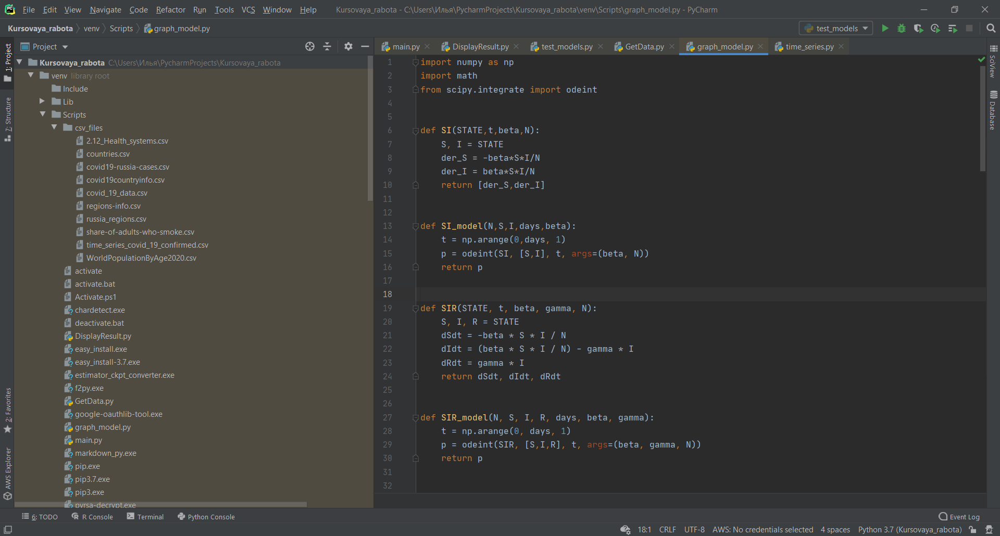 File Edit View Navigate Code Refactor Run Tools VCS Window Help Kursovaya_rabota - C:\Users\Илья\PycharmProjects\Kursovaya_rabota\venv\Scripts\graph_model.py - PyCharm
Kursovaya_rabota venv Scripts graph_model.py test_models
Project
main.py DisplayResult.py test_models.py GetData.py graph_model.py time_series.py
1: Project
7: Structure
2: Favorites
AWS Explorer
Kursovaya_rabota C:\Users\Илья\PycharmProjects\Kursovaya_rabota
venv library root
Include
Lib
Scripts
csv_files
2.12_Health_systems.csv
countries.csv
covid19-russia-cases.csv
covid19countryinfo.csv
covid_19_data.csv
regions-info.csv
russia_regions.csv
share-of-adults-who-smoke.csv
time_series_covid_19_confirmed.csv
WorldPopulationByAge2020.csv
activate
activate.bat
Activate.ps1
chardetect.exe
deactivate.bat
DisplayResult.py
easy_install.exe
easy_install-3.7.exe
estimator_ckpt_converter.exe
f2py.exe
GetData.py
google-oauthlib-tool.exe
graph_model.py
main.py
markdown_py.exe
pip.exe
pip3.7.exe
pip3.exe
pyrsa-decrypt.exe
1 import numpy as np
2 import math
3 from scipy.integrate import odeint
4
5
6 def SI(STATE,t,beta,N):
7 S, I = STATE
8 der_S = -beta*S*I/N
9 der_I = beta*S*I/N
10 return [der_S,der_I]
11
12
13 def SI_model(N,S,I,days,beta):
14 t = np.arange(0,days, 1)
15 p = odeint(SI, [S,I], t, args=(beta, N))
16 return p
17
18
19 def SIR(STATE, t, beta, gamma, N):
20 S, I, R = STATE
21 dSdt = -beta * S * I / N
22 dIdt = (beta * S * I / N) - gamma * I
23 dRdt = gamma * I
24 return dSdt, dIdt, dRdt
25
26
27 def SIR_model(N, S, I, R, days, beta, gamma):
28 t = np.arange(0, days, 1)
29 p = odeint(SIR, [S,I,R], t, args=(beta, gamma, N))
30 return p
31
32
SciView
Database
6: TODO R Console Terminal Python Console Event Log
18:1 CRLF UTF-8 AWS: No credentials selected 4 spaces Python 3.7 (Kursovaya_rabota)